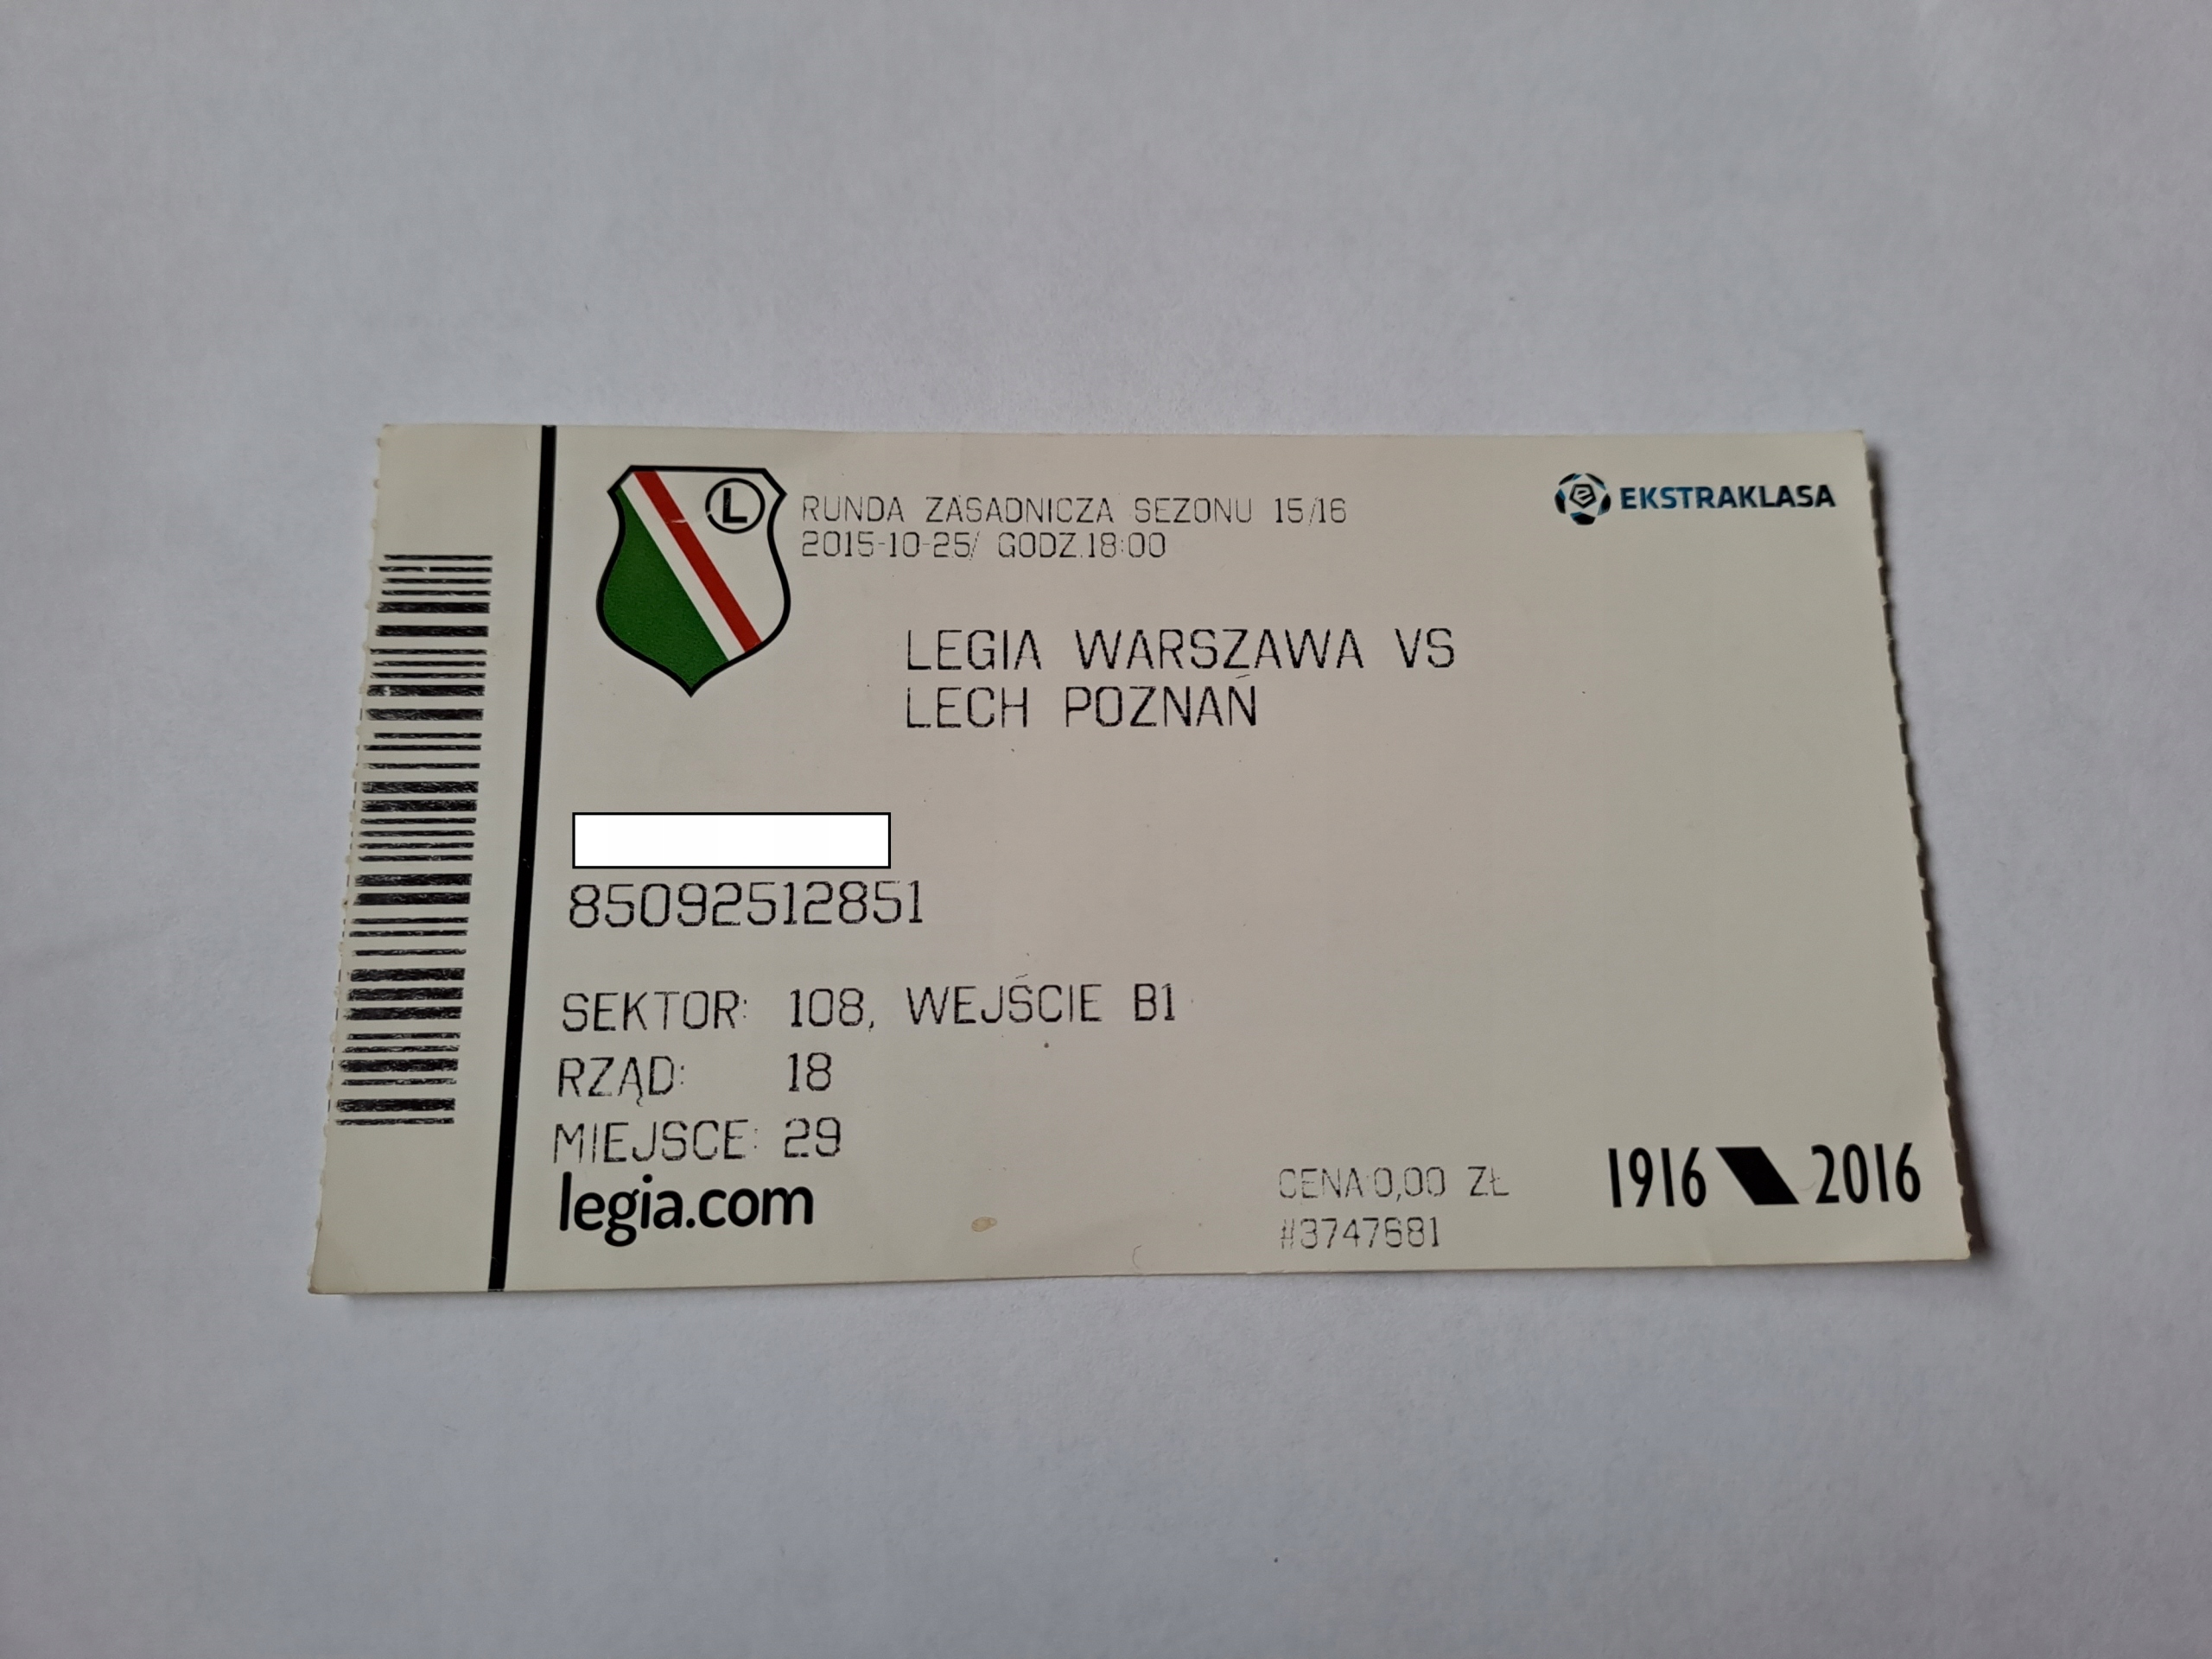 L
RUNDA ZASADNICZA SEZONU 15/16
2015-10-25/ GODZ.18:00
EKSTRAKLASA
LEGIA WARSZAWA VS
LECH POZNAŃ
85092512851
SEKTOR: 108, WEJŚCIE B1
RZĄD: 18
MIEJSCE: 29
legia.com
CENA:0,00 ZŁ
#3747681
1916 2016